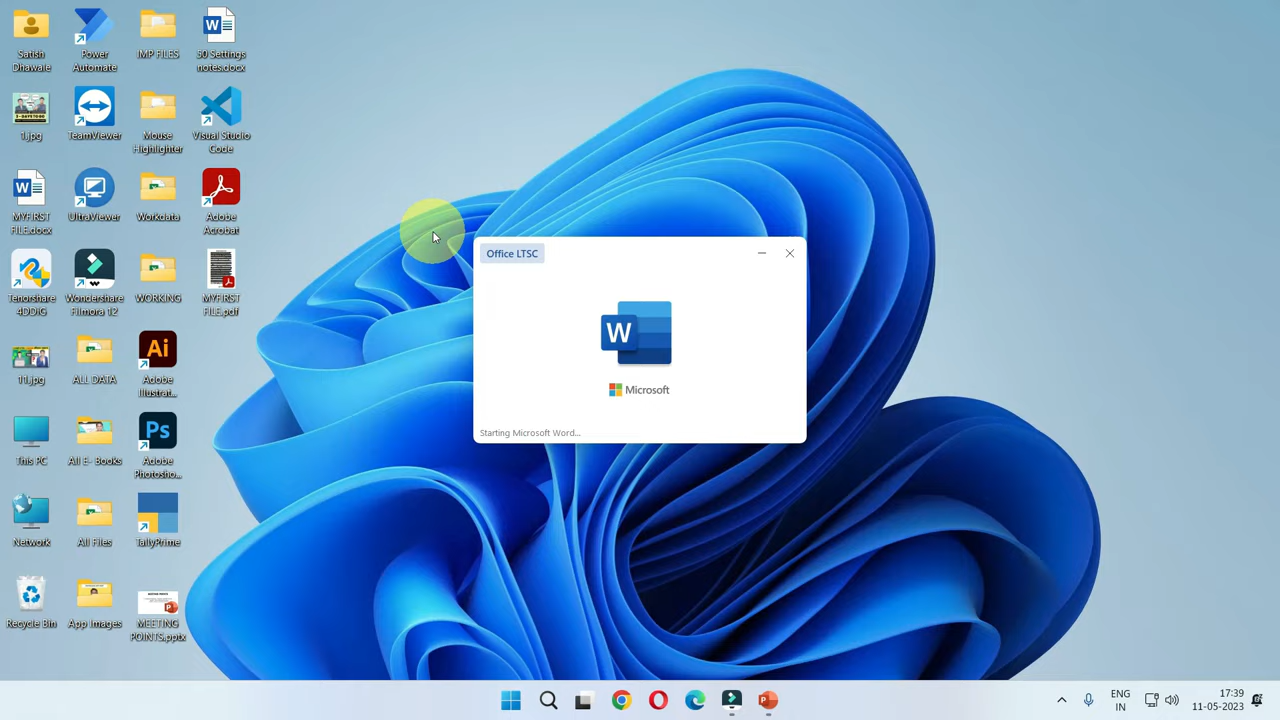 Satish
Dhawale
Power
Automate
IMP FILES
50 Settings
notes.docx
1.jpg
TeamViewer
Mouse
Highlighter
Visual Studio
Code
MYFIRST
FILE.docx
UltraViewer
Workdata
Adobe
Acrobat
Tenorshare
4DDIG
Wondershare
Filmora 12
WORKING
MYFIRST
FILE.pdf
11.jpg
ALL DATA
Adobe
Illustrat...
This PC
All E- Books
Adobe
Photosho...
Network
All Files
TallyPrime
Recycle Bin
App Images
MEETING
POINTS.pptx
Office LTSC
W
Microsoft
Starting Microsoft Word...
ENG
IN
17:39
11-05-2023